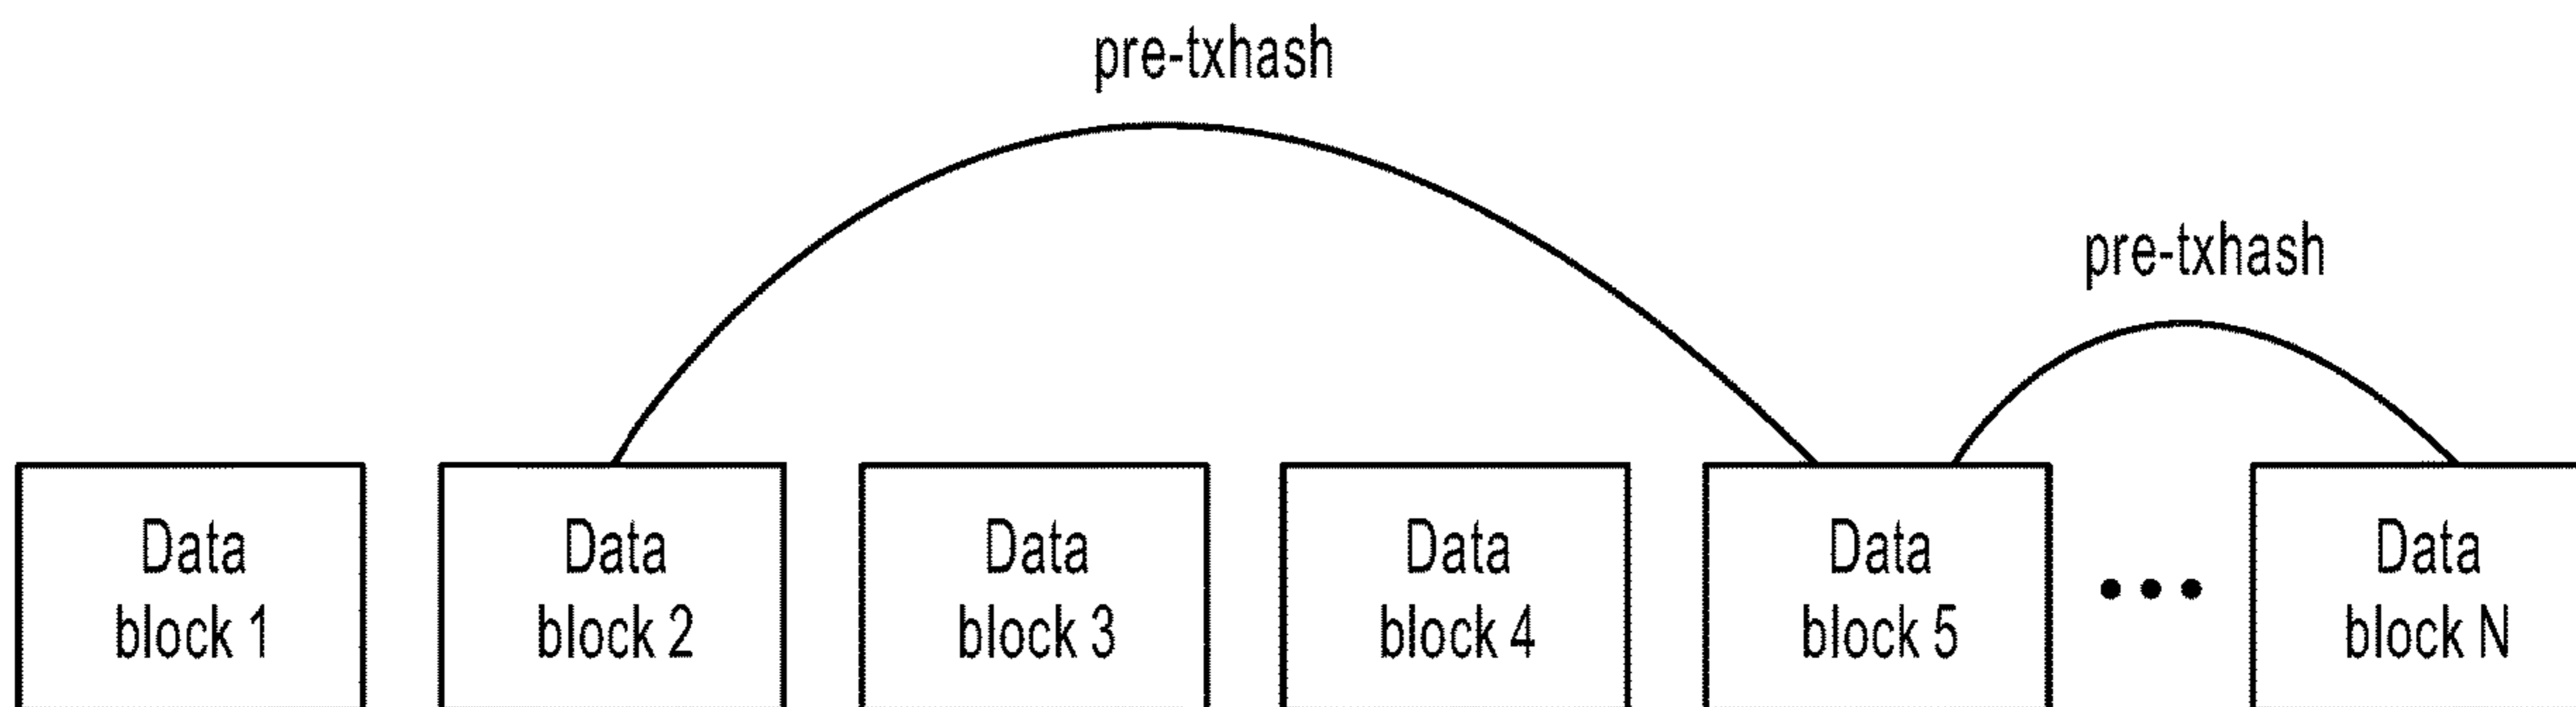 pre-txhash
pre-txhash
Data
block 1
Data
block 2
Data
block 3
Data
block 4
Data
block 5
Data
block N